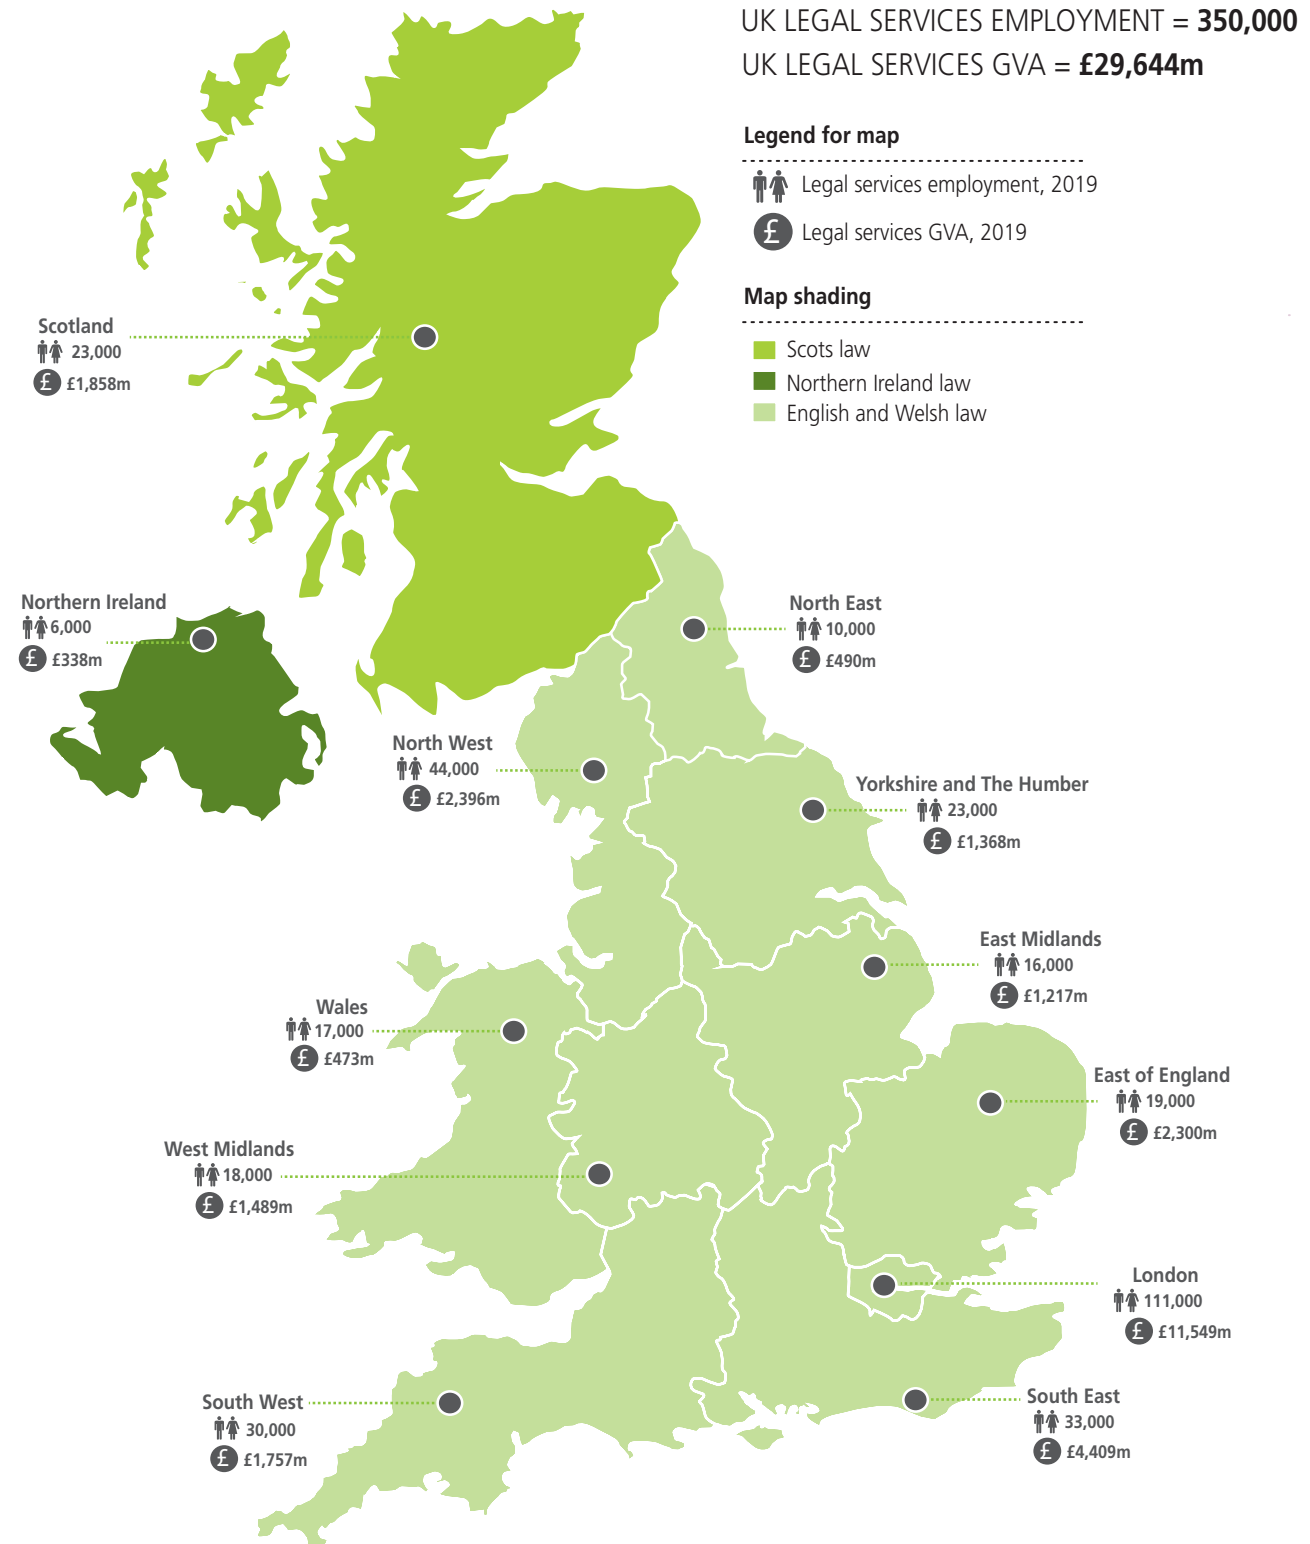 UK LEGAL SERVICES EMPLOYMENT = 350,000
UK LEGAL SERVICES GVA = £29,644m
Legend for map
Legal services employment, 2019
£ Legal services GVA, 2019
Map shading
Scots law
Northern Ireland law
English and Welsh law
Scotland
23,000
£ £1,858m
Northern Ireland
6,000
£ £338m
North East
10,000
£ £490m
North West
44,000
£ £2,396m
Yorkshire and The Humber
23,000
£ £1,368m
East Midlands
16,000
£ £1,217m
Wales
17,000
£ £473m
East of England
19,000
£ £2,300m
West Midlands
18,000
£ £1,489m
London
111,000
£ £11,549m
South West
30,000
£ £1,757m
South East
33,000
£ £4,409m